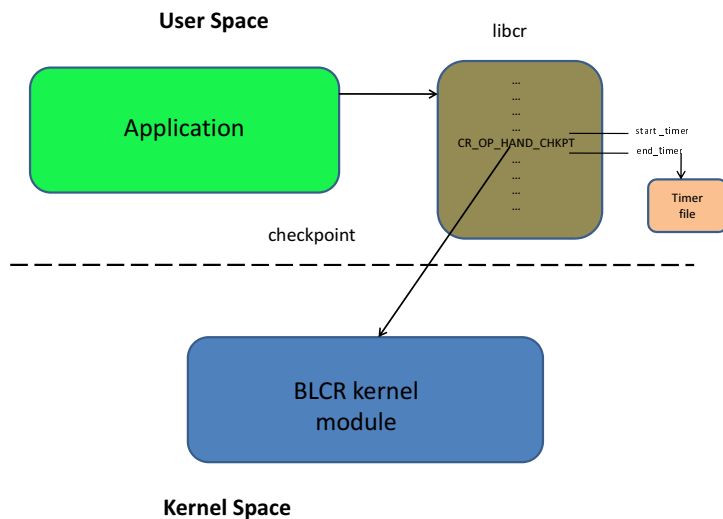 User Space
libcr
Application
...
...
...
...
CR_OP_HAND_CHKPT
...
...
...
...
start_timer
end_timer
Timer
file
checkpoint
BLCR kernel
module
Kernel Space